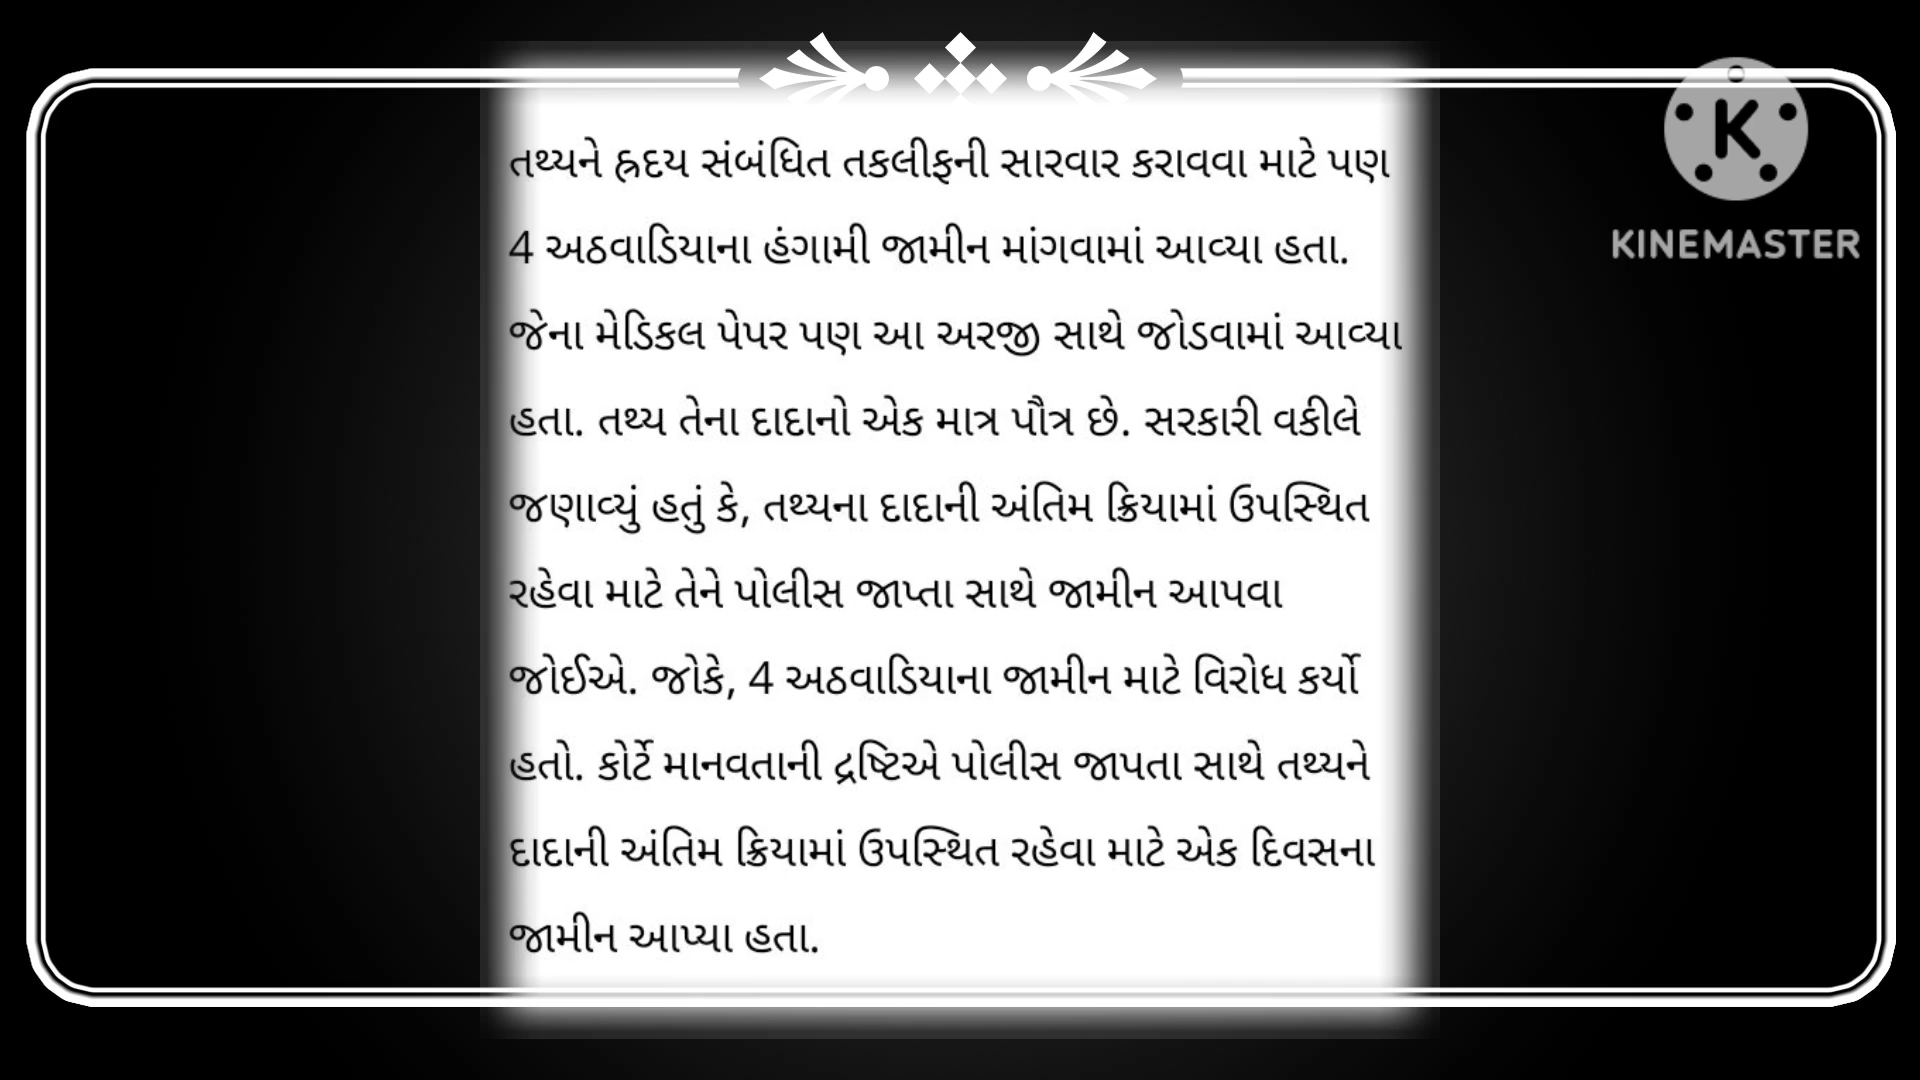 તથ્યને હ્રદય સંબંધિત તકલીફની સારવાર કરાવવા માટે પણ
4 અઠવાડિયાના હંગામી જામીન માંગવામાં આવ્યા હતા.
જેના મેડિકલ પેપર પણ આ અરજી સાથે જોડવામાં આવ્યા
હતા. તથ્ય તેના દાદાનો એક માત્ર પૌત્ર છે. સરકારી વકીલે
જણાવ્યું હતું કે, તથ્યના દાદાની અંતિમ ક્રિયામાં ઉપસ્થિત
રહેવા માટે તેને પોલીસ જાપ્તા સાથે જામીન આપવા
જોઈએ. જોકે, 4 અઠવાડિયાના જામીન માટે વિરોધ કર્યો
હતો. કોર્ટે માનવતાની દ્રષ્ટિએ પોલીસ જાપતા સાથે તથ્યને
દાદાની અંતિમ ક્રિયામાં ઉપસ્થિત રહેવા માટે એક દિવસના
જામીન આપ્યા હતા.
K
KINEMASTER